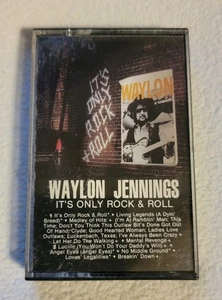 IT'S
ONLY
ROCK &
ROLL
WAYLON
WAYLON JENNINGS
IT'S ONLY ROCK & ROLL
1 It's Only Rock & Roll* • Living Legends (A Dyin'
Breed)* • Medley of Hits: (I'm A) Ramblin' Man; This
Time; Don't You Think This Outlaw Bit's Done Got Out
Of Hand; Clyde; Good Hearted Woman; Ladies Love
Outlaws; Luckenbach, Texas; I've Always Been Crazy •
Let Her Do The Walking • Mental Revenge •
2 Lucille (You Won't Do Your Daddy's Will) •
Angel Eyes (Angel Eyes)* • No Middle Ground* •
Loves' Legalities* • Breakin' Down •